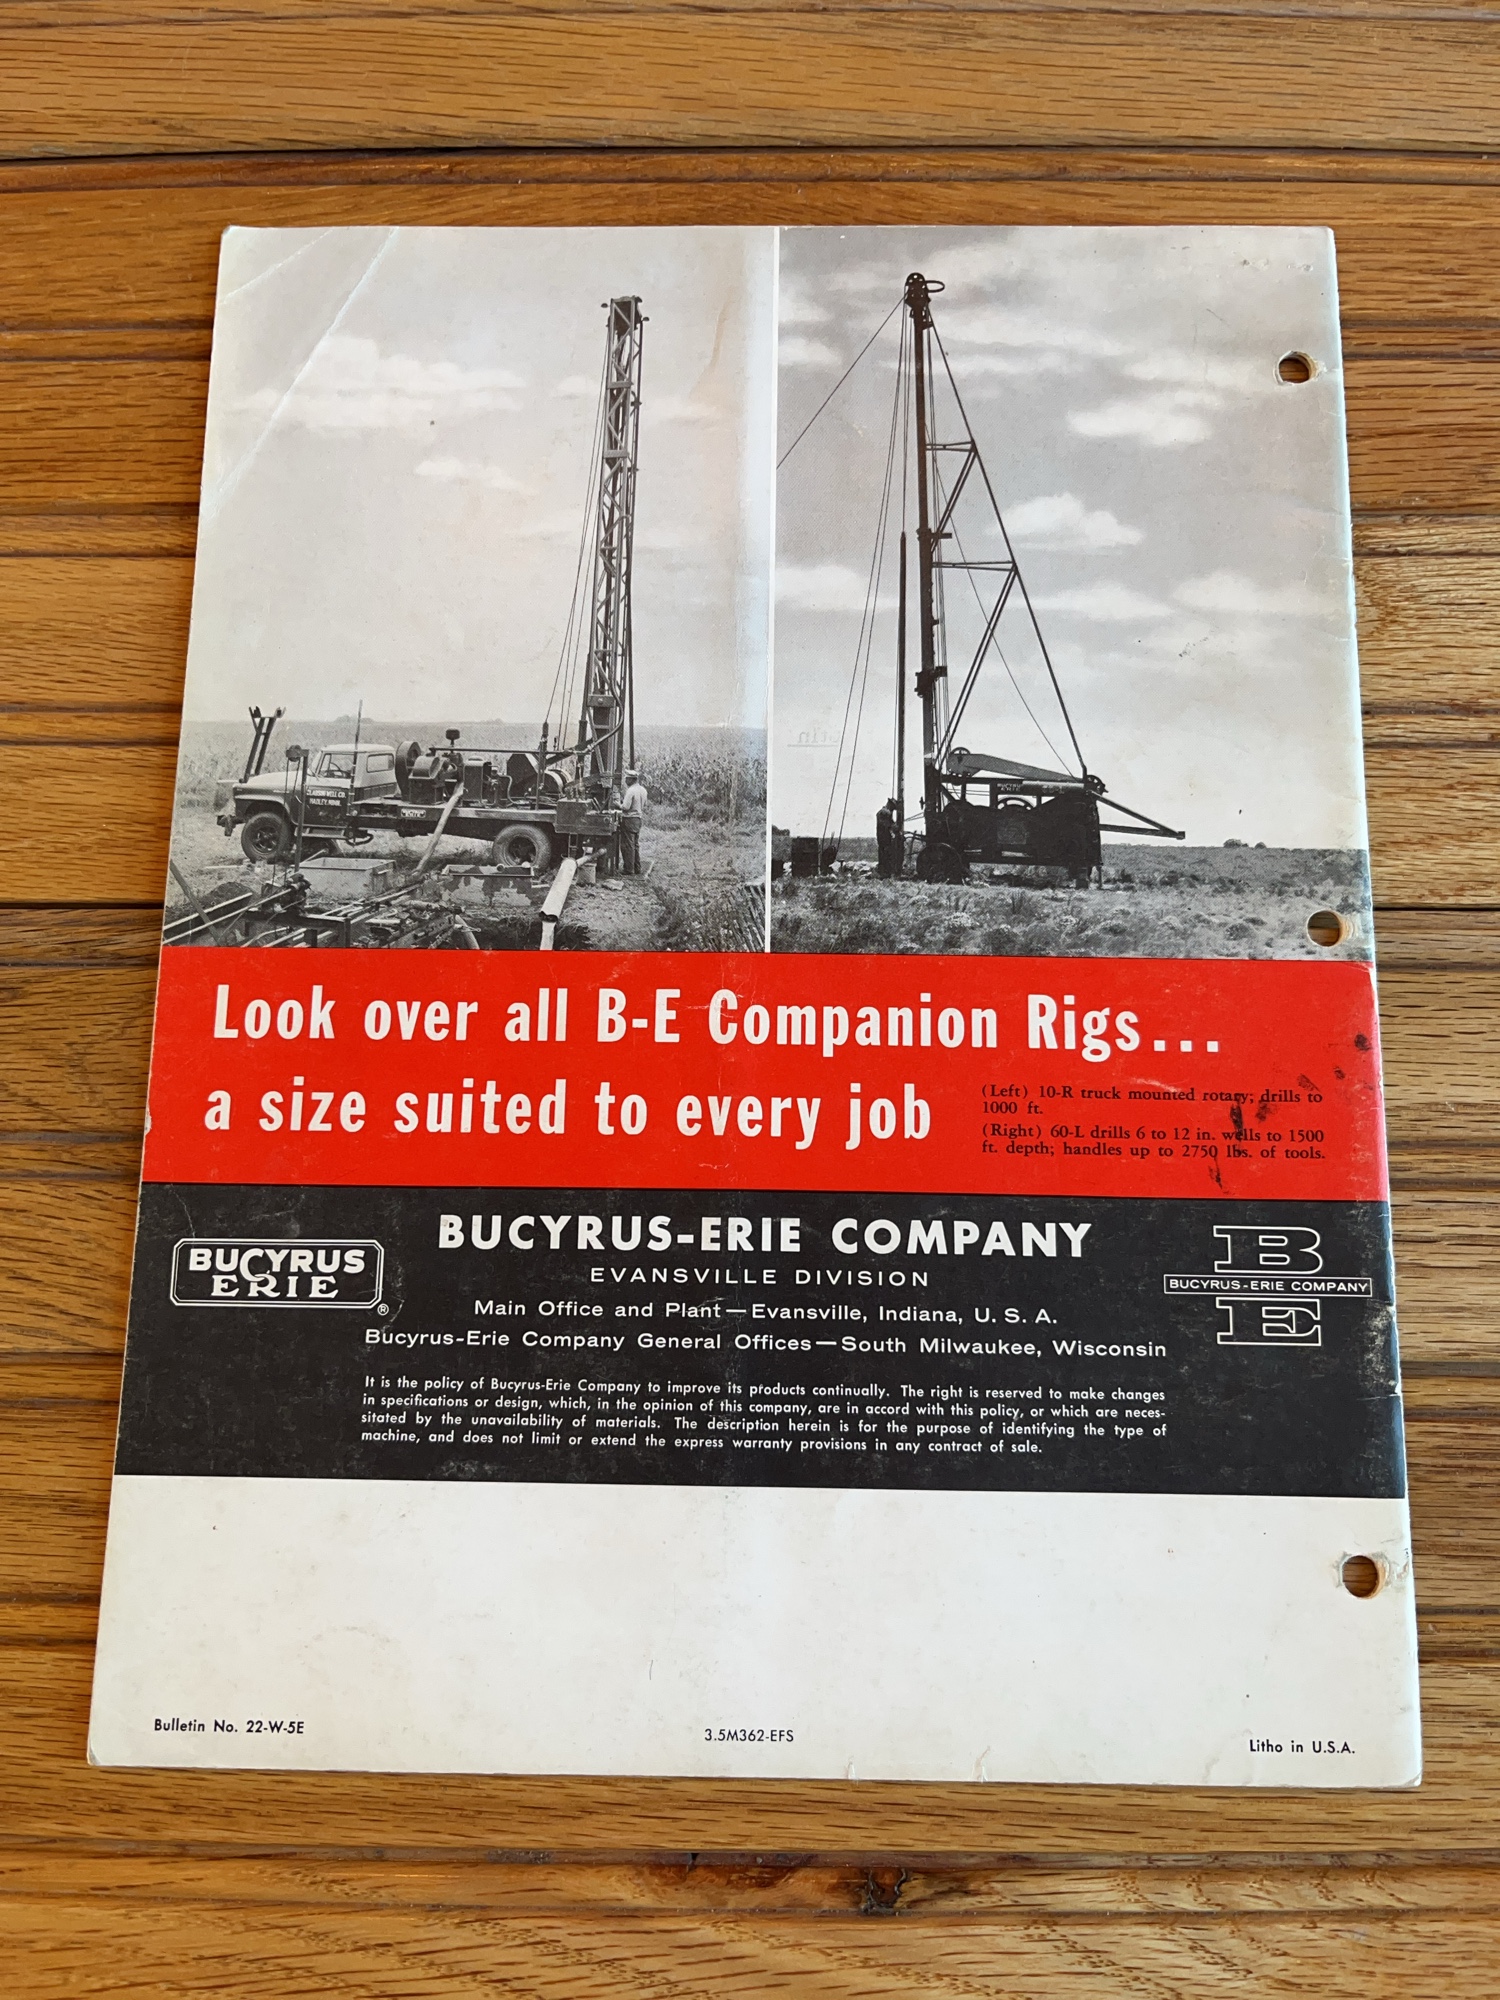 HADLEY, MINN.
BUCYRUS
ERIE
Look over all B-E Companion Rigs...
a size suited to every job
(Left) 10-R truck mounted rotary; drills to
1000 ft.
(Right) 60-L drills 6 to 12 in. wells to 1500
ft. depth; handles up to 2750 lbs. of tools.
BUCYRUS-ERIE COMPANY
EVANSVILLE DIVISION
Main Office and Plant—Evansville, Indiana, U. S. A.
Bucyrus-Erie Company General Offices—South Milwaukee, Wisconsin
BUCYRUS
ERIE
®
B
BUCYRUS-ERIE COMPANY
E
It is the policy of Bucyrus-Erie Company to improve its products continually. The right is reserved to make changes
in specifications or design, which, in the opinion of this company, are in accord with this policy, or which are neces-
sitated by the unavailability of materials. The description herein is for the purpose of identifying the type of
machine, and does not limit or extend the express warranty provisions in any contract of sale.
Bulletin No. 22-W-5E
3.5M362-EFS
Litho in U.S.A.